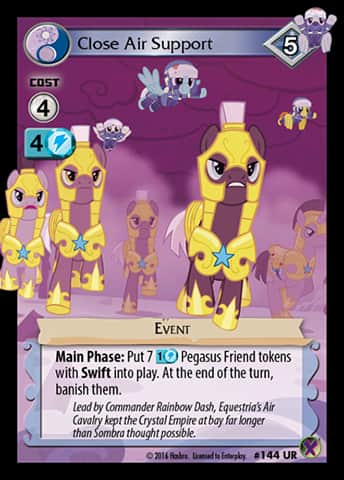 Close Air Support
5
COST
4
4
EVENT
Main Phase: Put 7 1 Pegasus Friend tokens
with Swift into play. At the end of the turn,
banish them.
Lead by Commander Rainbow Dash, Equestria's Air
Cavalry kept the Crystal Empire at bay far longer
than Sombra thought possible.
© 2016 Hasbro. Licensed to Enterplay. #144 UR